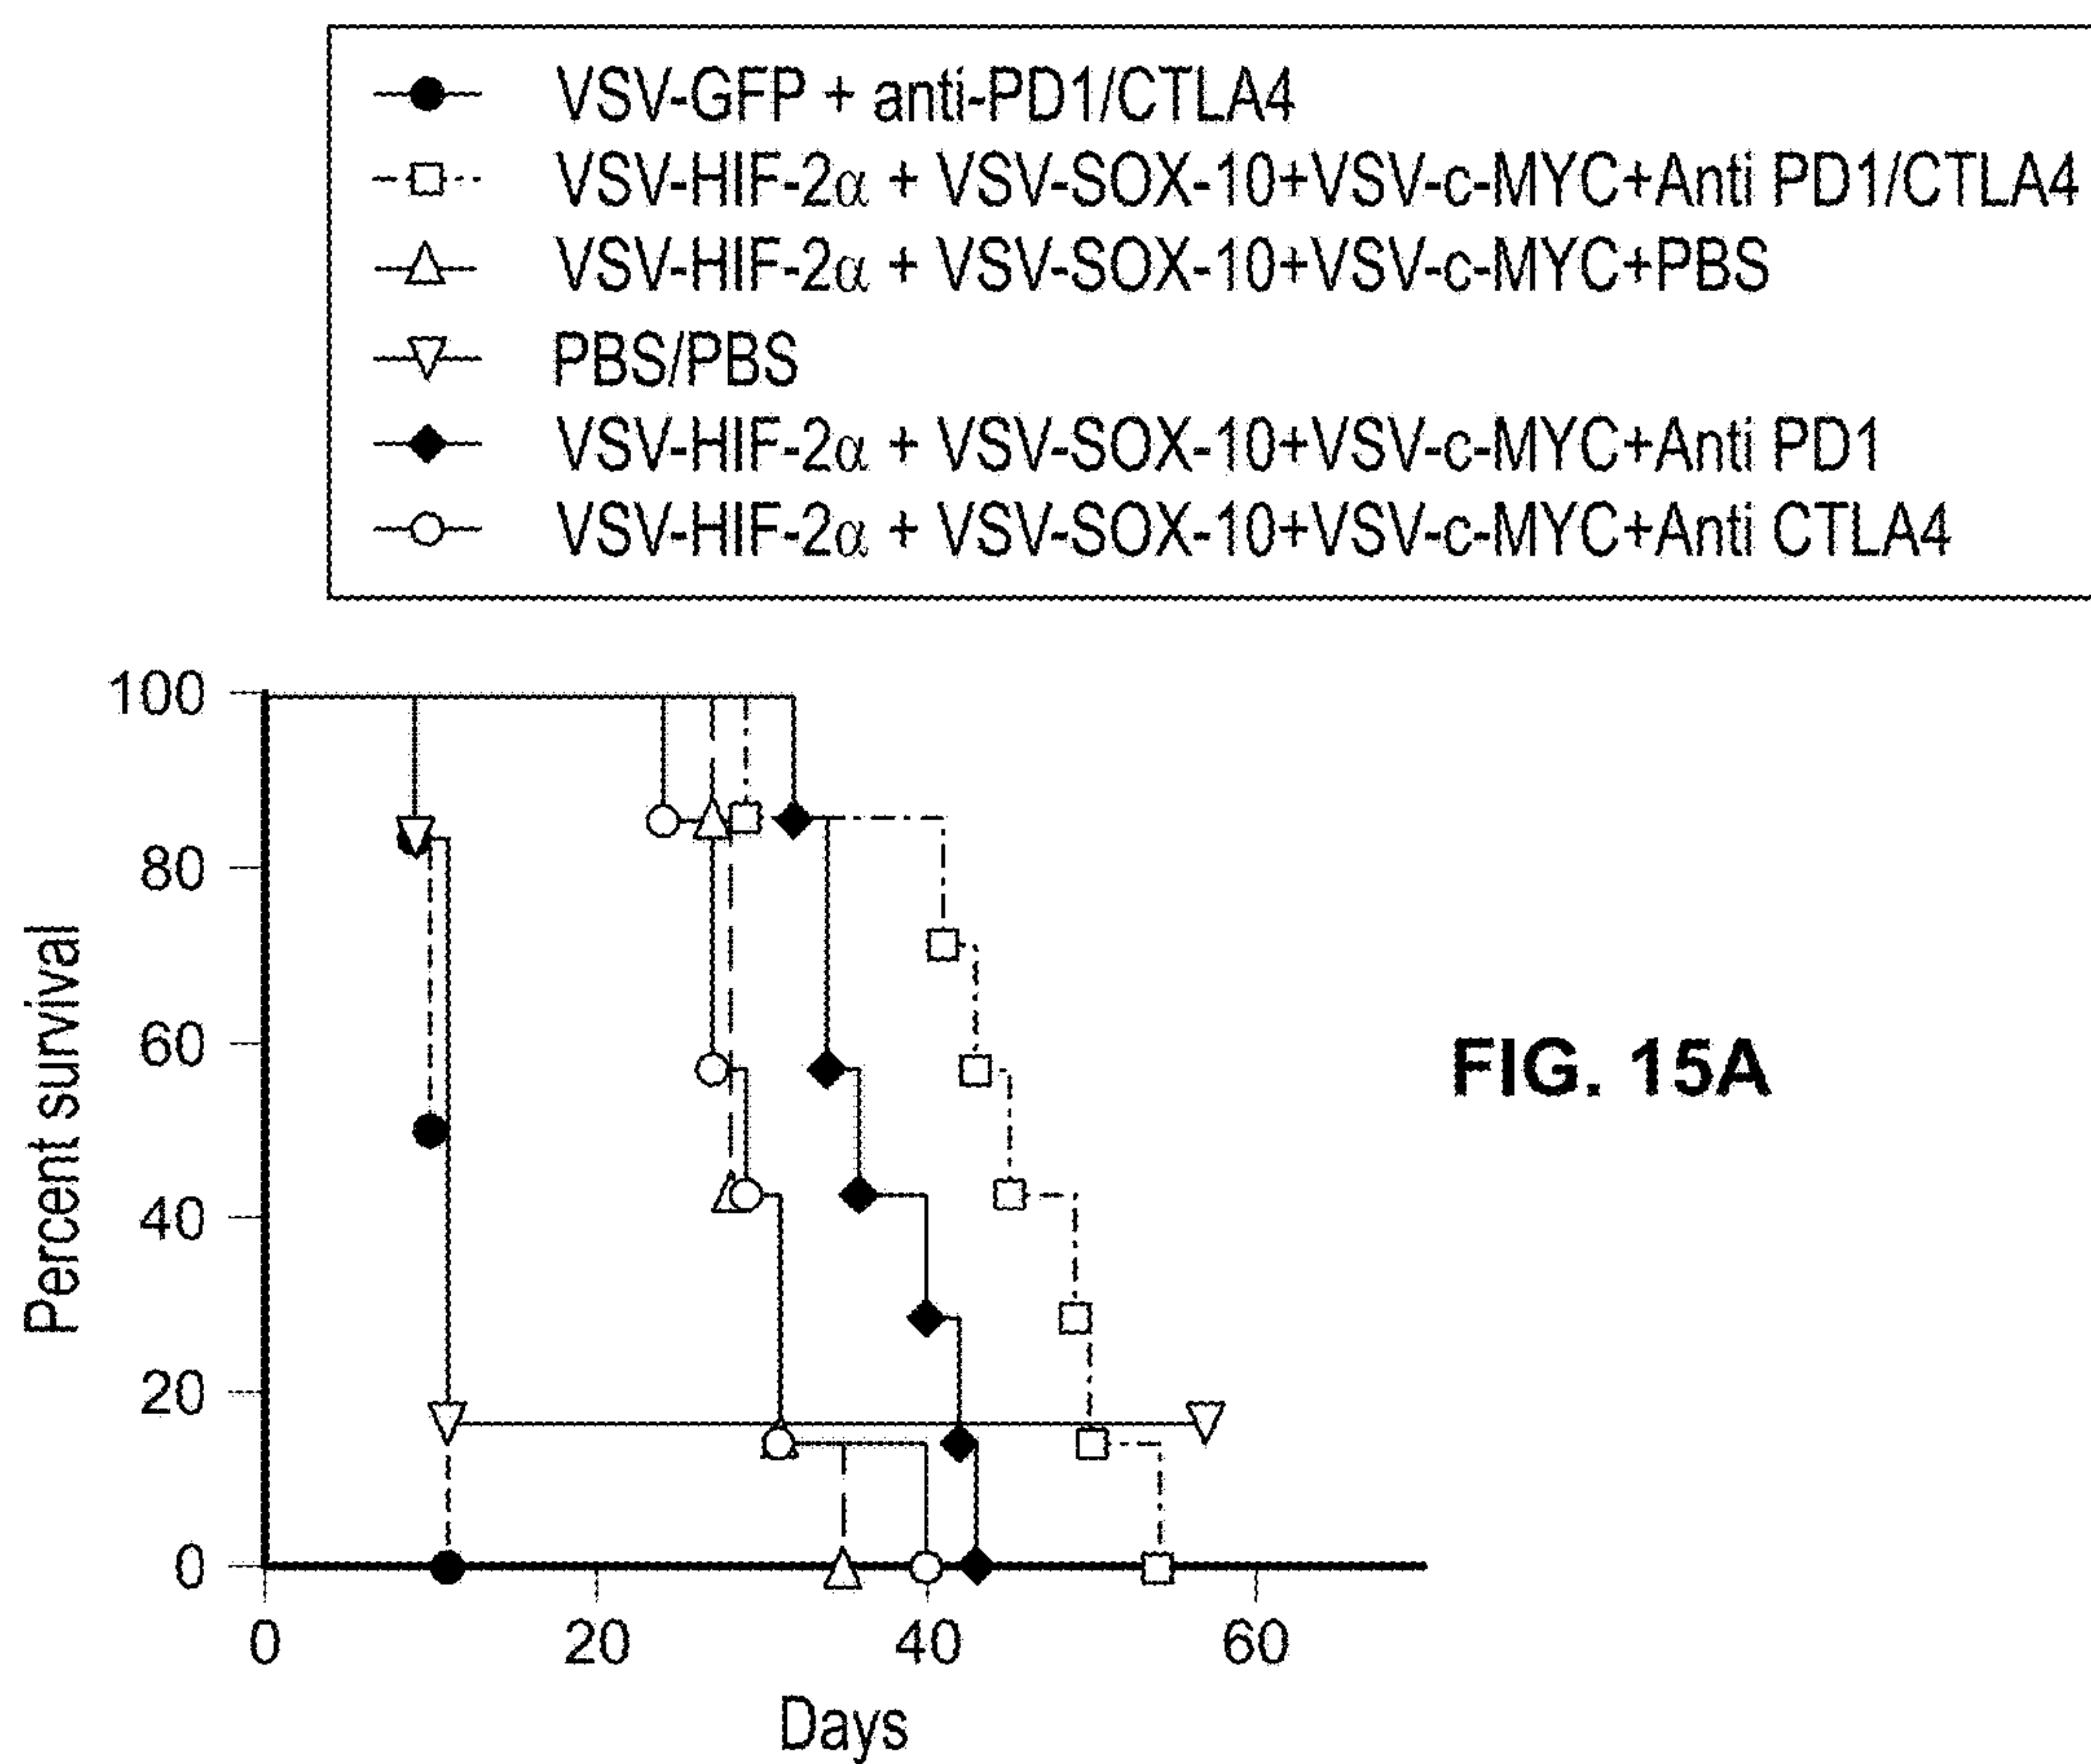 VSV-GFP + anti-PD1/CTLA4
VSV-HIF-2α + VSV-SOX-10+VSV-c-MYC+Anti PD1/CTLA4
VSV-HIF-2α + VSV-SOX-10+VSV-c-MYC+PBS
PBS/PBS
VSV-HIF-2α + VSV-SOX-10+VSV-c-MYC+Anti PD1
VSV-HIF-2α + VSV-SOX-10+VSV-c-MYC+Anti CTLA4
100
80
60
40
20
0
Percent survival
FIG. 15A
0 20 40 60
Days